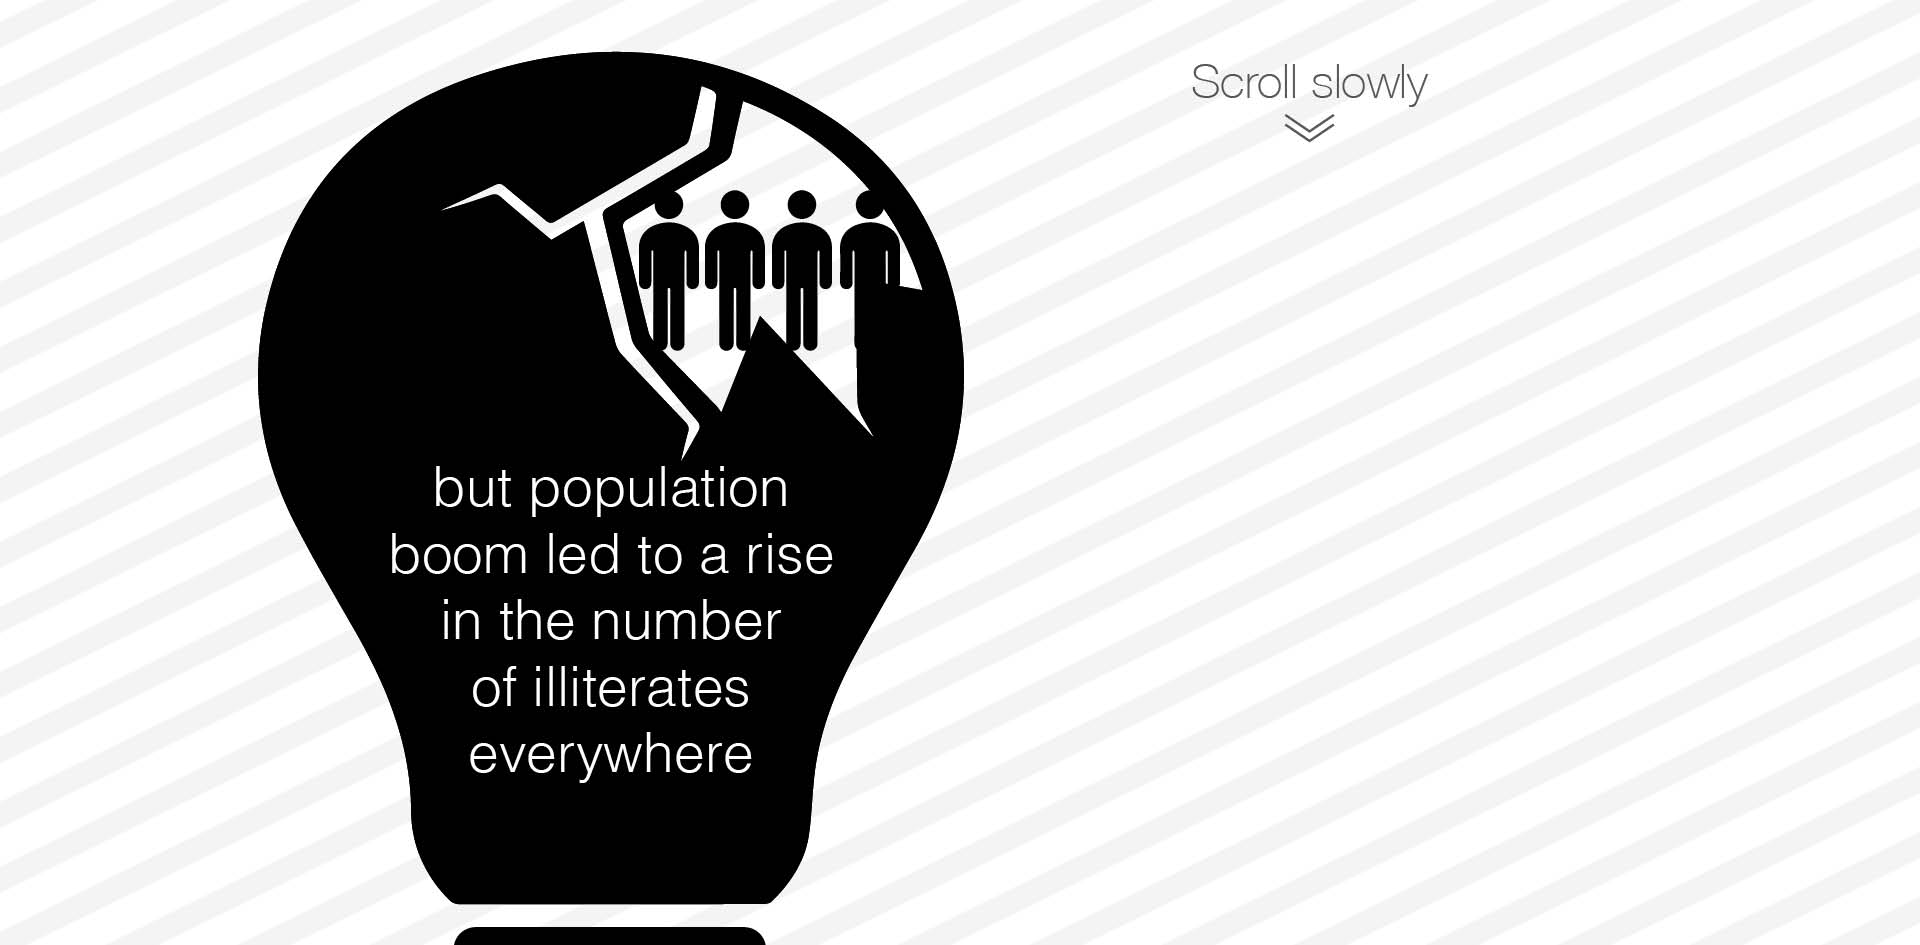 Scroll slowly
but population
boom led to a rise
in the number
of illiterates
everywhere